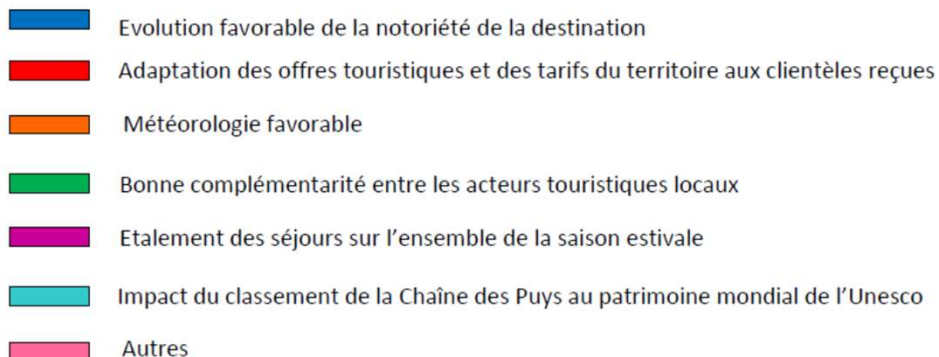 Evolution favorable de la notoriété de la destination
Adaptation des offres touristiques et des tarifs du territoire aux clientèles reçues
Météorologie favorable
Bonne complémentarité entre les acteurs touristiques locaux
Etalement des séjours sur l'ensemble de la saison estivale
Impact du classement de la Chaîne des Puys au patrimoine mondial de l'Unesco
Autres